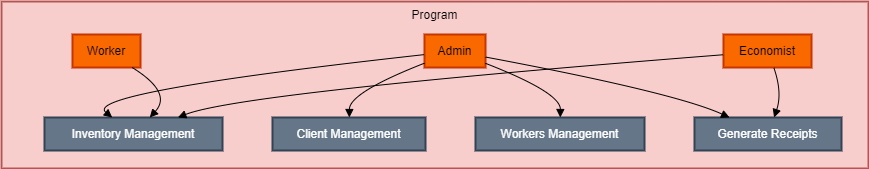 Program
Worker
Admin
Economist
Inventory Management
Client Management
Workers Management
Generate Receipts